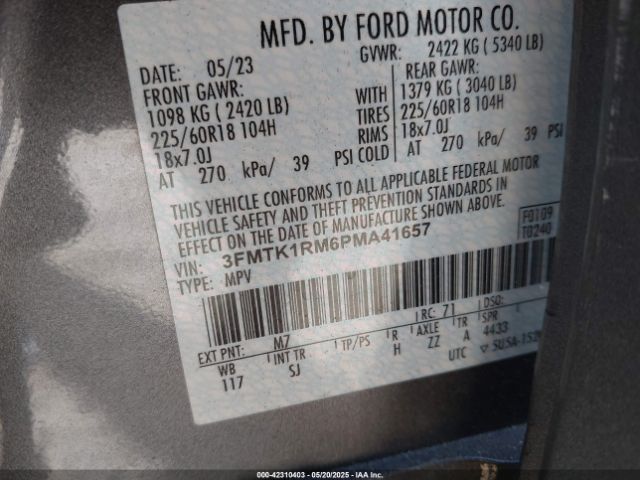 MFD. BY FORD MOTOR CO.
DATE: 05/23 GVWR: 2422 KG ( 5340 LB)
FRONT GAWR: REAR GAWR:
1098 KG ( 2420 LB) WITH 1379 KG ( 3040 LB)
225/60R18 104H TIRES 225/60R18 104H
18x7.0J RIMS 18x7.0J
AT 270 kPa/ 39 PSI COLD AT 270 kPa/ 39 PSI
THIS VEHICLE CONFORMS TO ALL APPLICABLE FEDERAL MOTOR
VEHICLE SAFETY AND THEFT PREVENTION STANDARDS IN
EFFECT ON THE DATE OF MANUFACTURE SHOWN ABOVE.
VIN: 3FMTK1RM6PMA41657 F0109
TYPE: MPV T0240
EXT PNT: M7 RC: 71 DSO:
WB INT TR TP/PS R AXLE TR SPR
117 SJ H ZZ A 4433
UTC
000-42310403 - 05/20/2025 - IAAI.COM